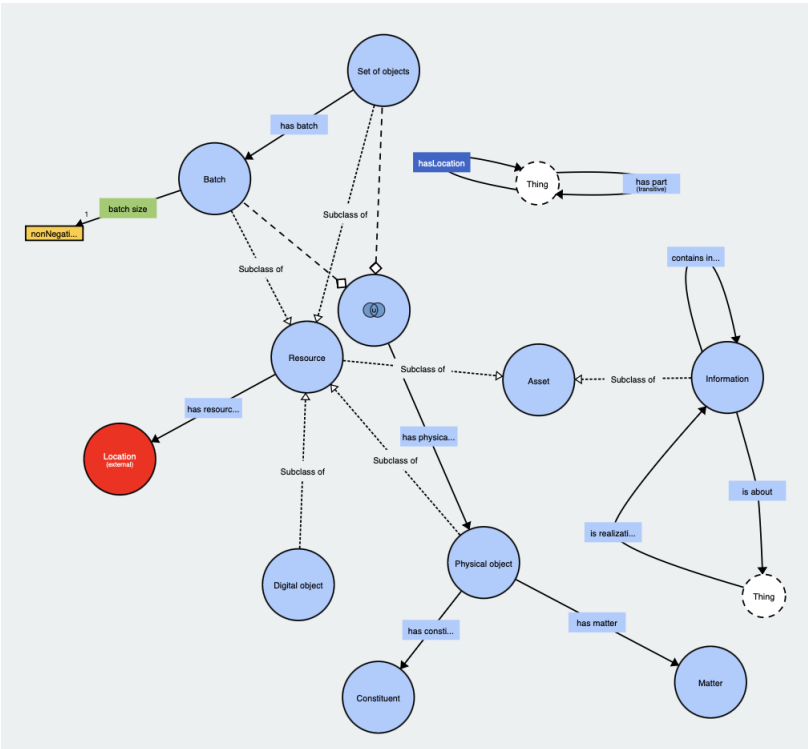 Set of objects
has batch
hasLocation
Batch
Thing
has part
(transitive)
batch size
1
nonNegati...
Subclass of
Subclass of
contains in...
Resource
Subclass of
Asset
Subclass of
Information
has resourc...
has physica...
Location
(external)
Subclass of
Subclass of
is about
is realizati...
Physical object
Digital object
Thing
has consti...
has matter
Constituent
Matter